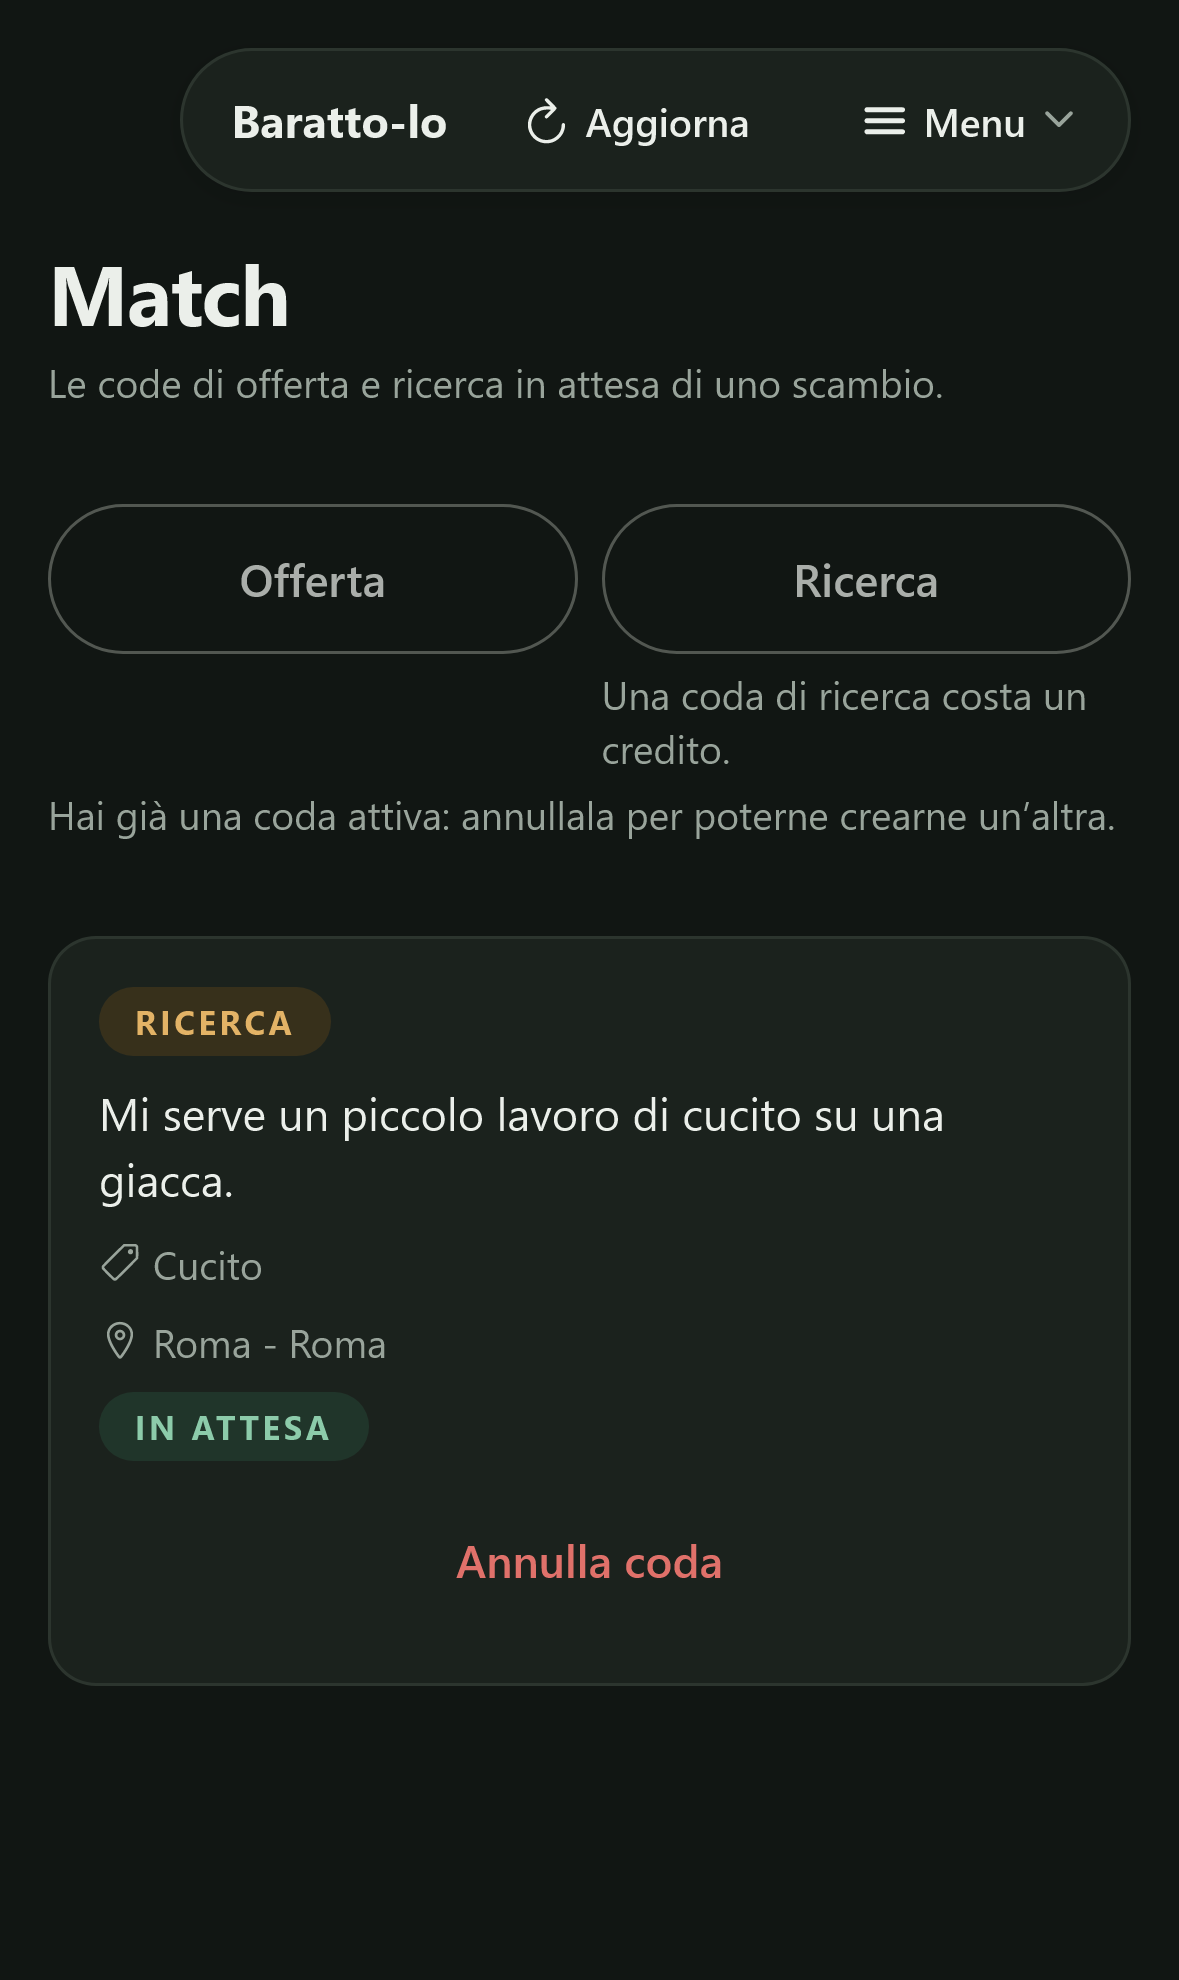 Baratto-lo
Aggiorna
Menu
Match
Le code di offerta e ricerca in attesa di uno scambio.
Offerta
Ricerca
Una coda di ricerca costa un
credito.
Hai già una coda attiva: annullala per poterne crearne un’altra.
RICERCA
Mi serve un piccolo lavoro di cucito su una
giacca.
Cucito
Roma - Roma
IN ATTESA
Annulla coda